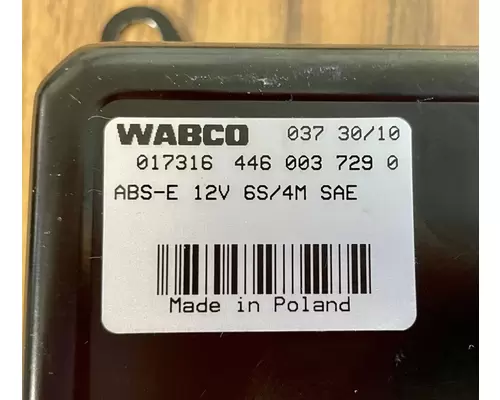 WABCO 037 30/10
017316 446 003 729 0
ABS-E 12V 6S/4M SAE
Made in Poland